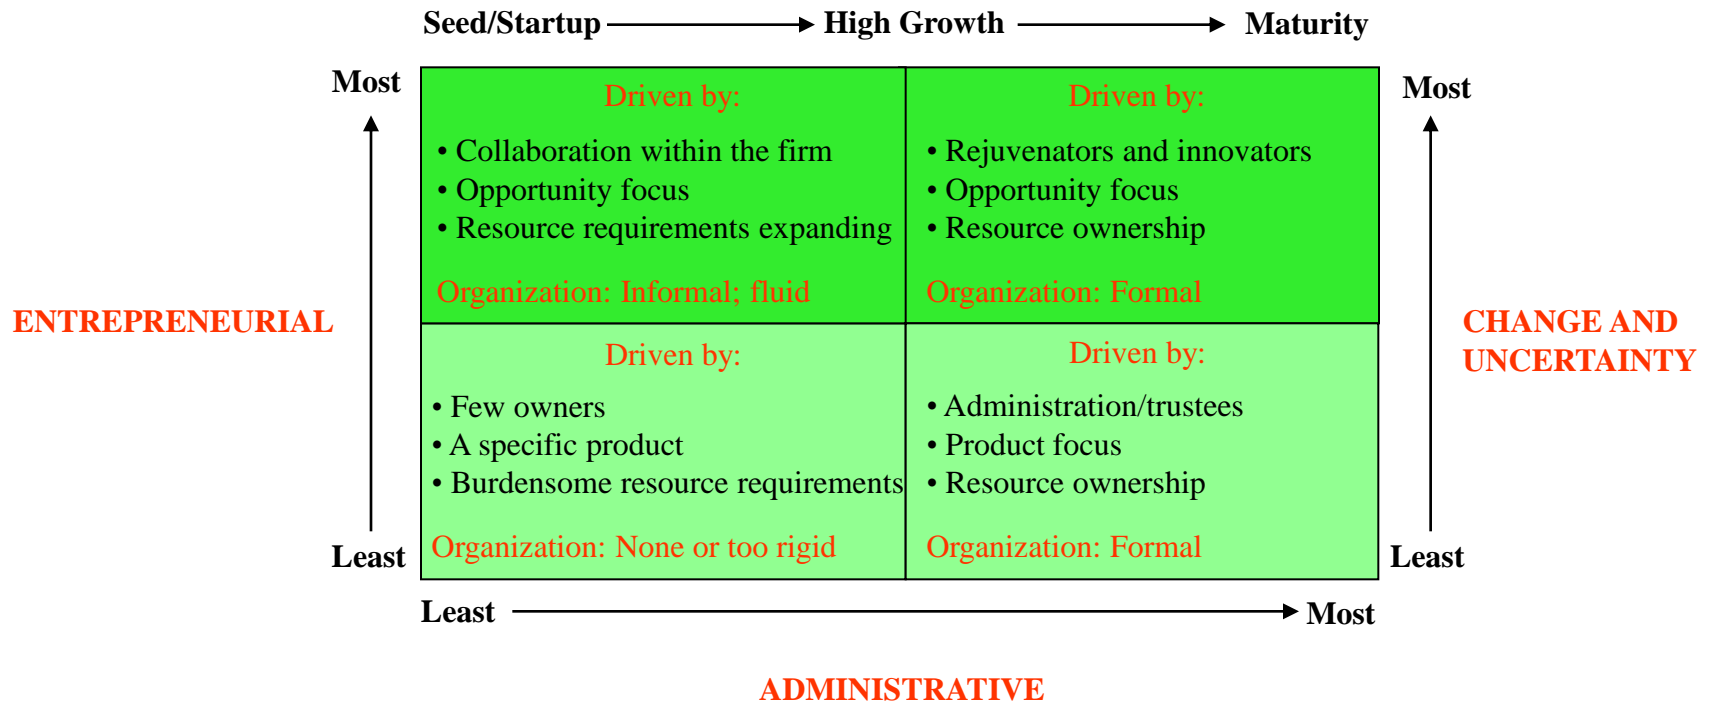 Seed/Startup High Growth Maturity
Most
Most
Driven by:
• Collaboration within the firm
• Opportunity focus
• Resource requirements expanding
Organization: Informal; fluid
Driven by:
• Rejuvenators and innovators
• Opportunity focus
• Resource ownership
Organization: Formal
ENTREPRENEURIAL
CHANGE AND
UNCERTAINTY
Driven by:
• Few owners
• A specific product
• Burdensome resource requirements
Organization: None or too rigid
Driven by:
• Administration/trustees
• Product focus
• Resource ownership
Organization: Formal
Least
Least
Least Most
ADMINISTRATIVE